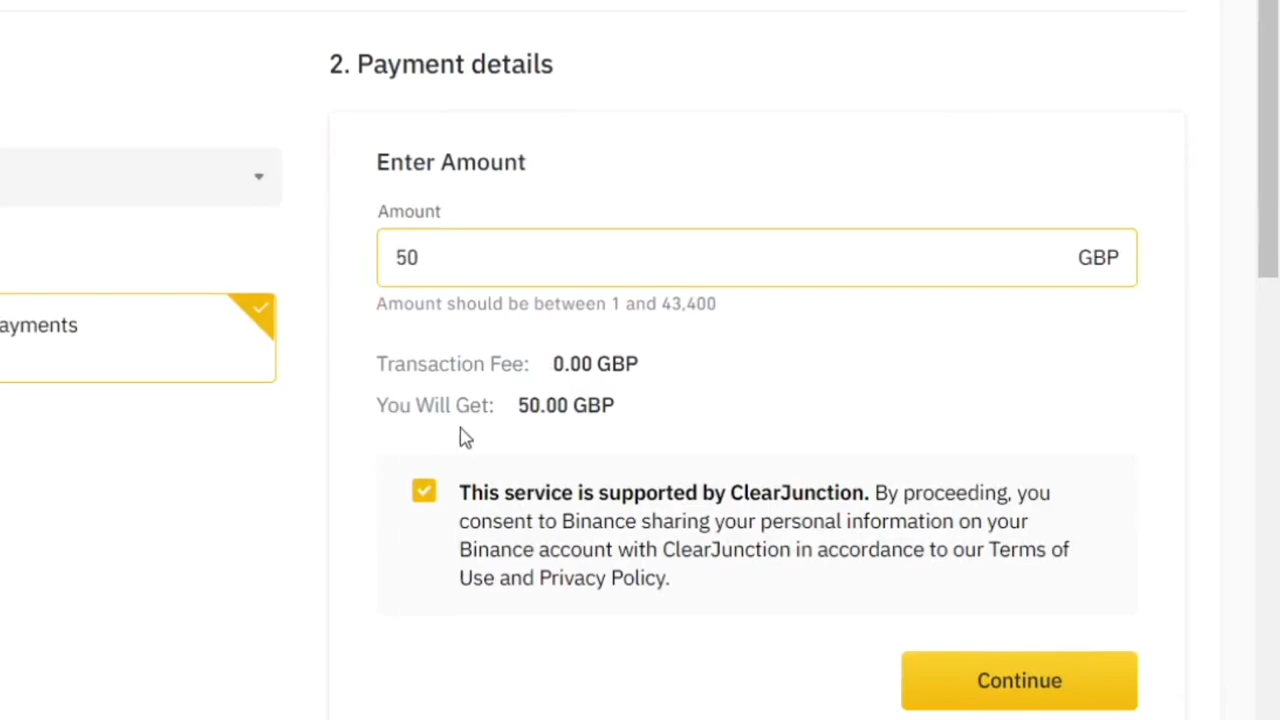 2. Payment details
Enter Amount
Amount
50 GBP
Amount should be between 1 and 43,400
ayments
Transaction Fee: 0.00 GBP
You Will Get: 50.00 GBP
This service is supported by ClearJunction. By proceeding, you
consent to Binance sharing your personal information on your
Binance account with ClearJunction in accordance to our Terms of
Use and Privacy Policy.
Continue